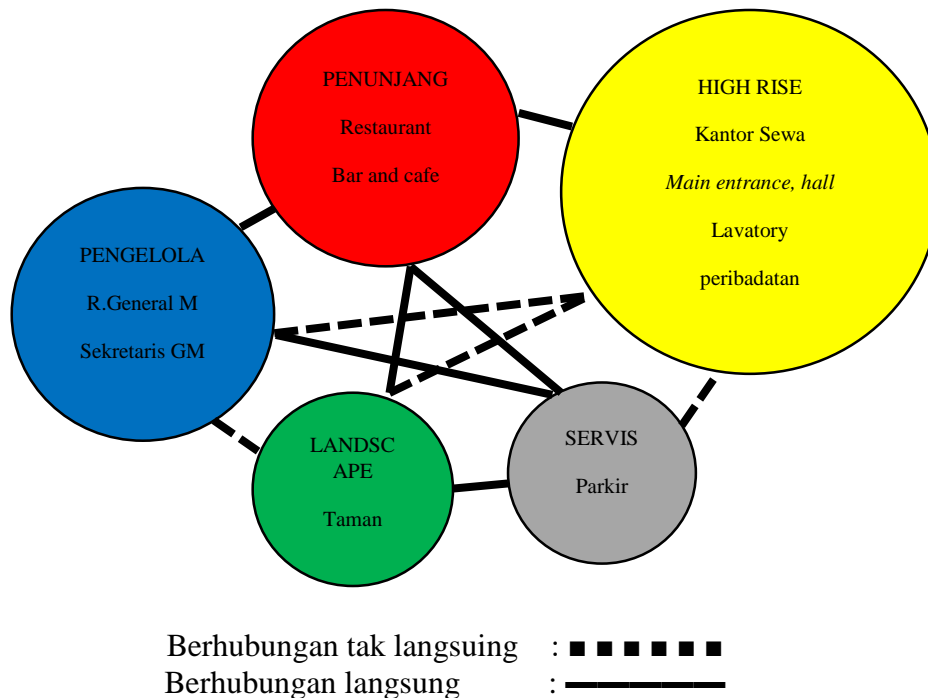 PENUNJANG
Restaurant
Bar and cafe
HIGH RISE
Kantor Sewa
Main entrance, hall
Lavatory
peribadatan
PENGELOLA
R.General M
Sekretaris GM
LANDSC
APE
Taman
SERVIS
Parkir
Berhubungan tak langsuing :
Berhubungan langsung :